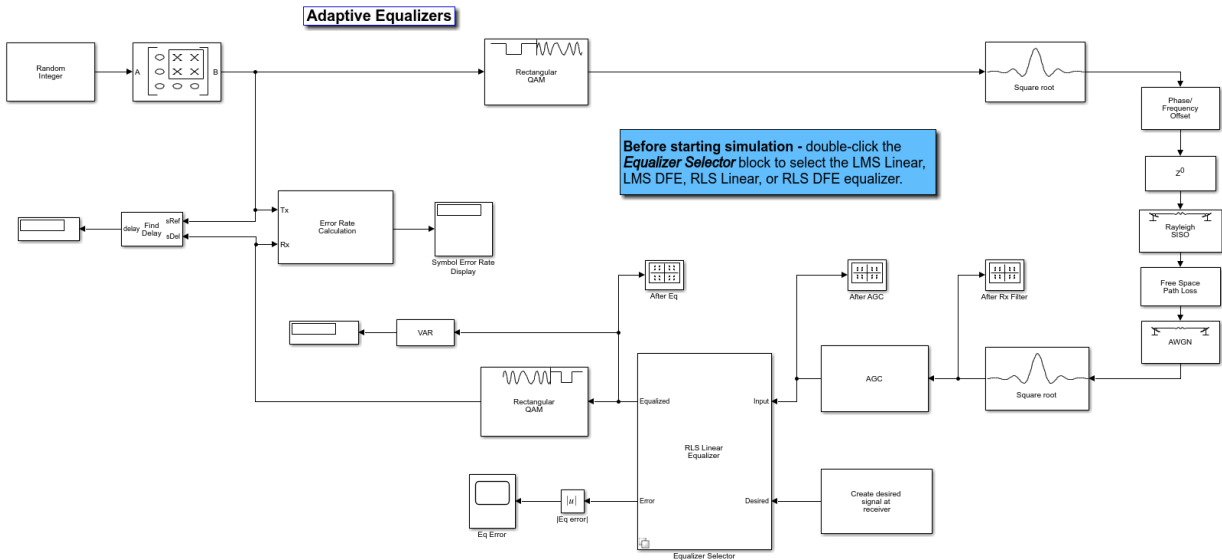 Adaptive Equalizers
Random
Integer
A
B
Rectangular
QAM
Square root
Phase/
Frequency
Offset
Before starting simulation - double-click the
Equalizer Selector block to select the LMS Linear,
LMS DFE, RLS Linear, or RLS DFE equalizer.
Z0
delay
Find
Delay
sRef
sDel
Tx
Rx
Error Rate
Calculation
Symbol Error Rate
Display
Rayleigh
SISO
Free Space
Path Loss
AWGN
After Eq
After AGC
After Rx Filter
VAR
Rectangular
QAM
Equalized
Input
RLS Linear
Equalizer
Error
Desired
AGC
Square root
Create desired
signal at
receiver
Eq Error
|u|
|Eq error|
Equalizer Selector